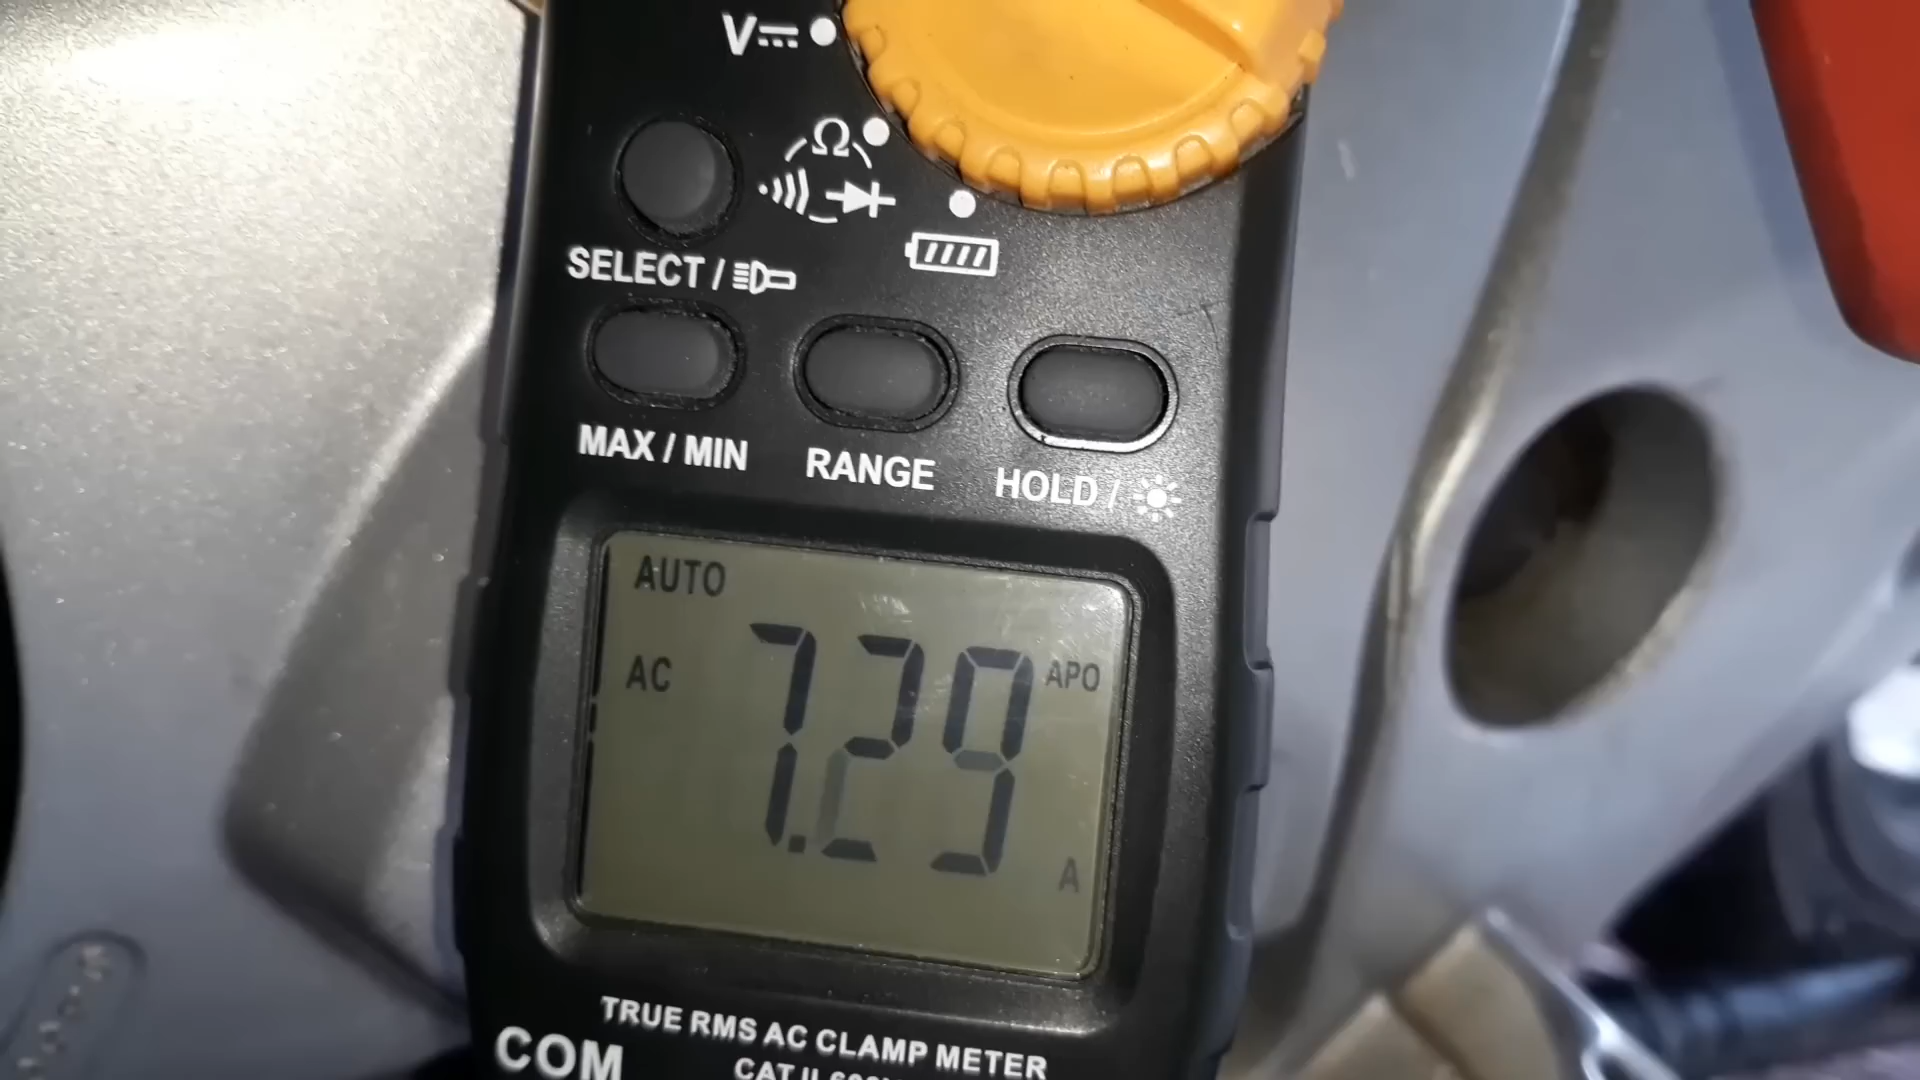 V
Ω
SELECT /
MAX / MIN
RANGE
HOLD /
AUTO
AC
7.29
APO
A
TRUE RMS AC CLAMP METER
COM
CAT II